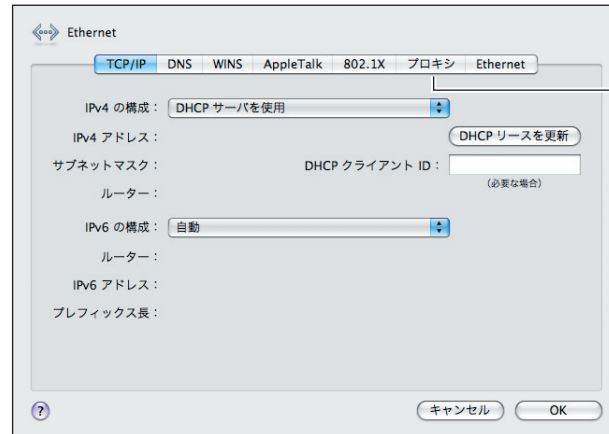 Ethernet
TCP/IP DNS WINS AppleTalk 802.1X プロキシ Ethernet
IPv4 の構成： DHCP サーバを使用
IPv4 アドレス： DHCP リースを更新
サブネットマスク： DHCP クライアント ID：
（必要な場合）
ルーター：
IPv6 の構成： 自動
ルーター：
IPv6 アドレス：
プレフィックス長：
? キャンセル OK